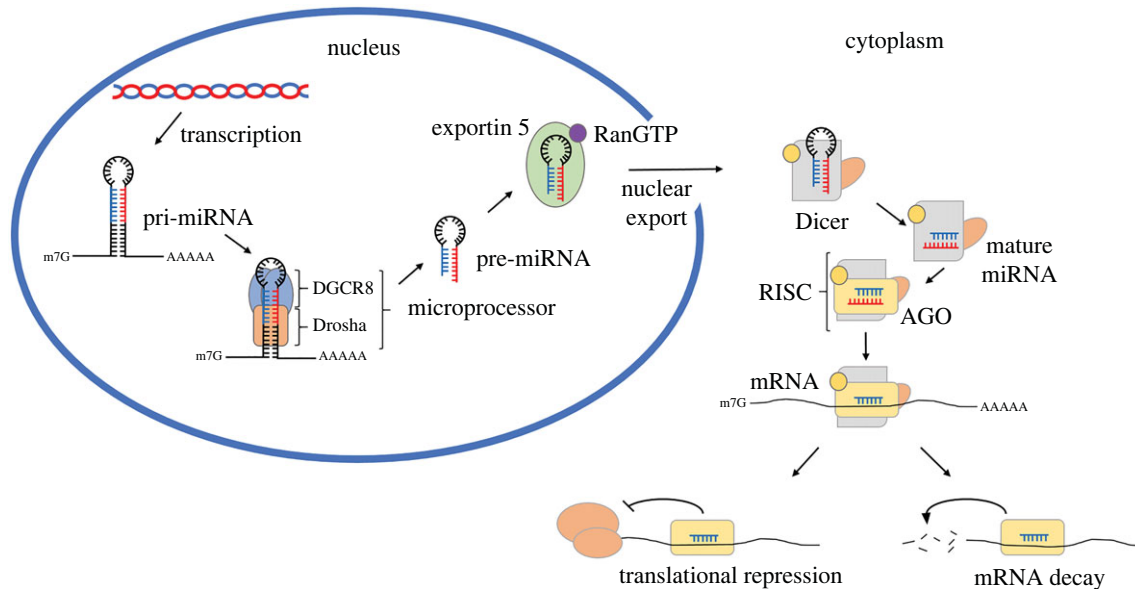 nucleus
cytoplasm
transcription
exportin 5
RanGTP
nuclear
export
pri-miRNA
m7G
AAAAA
pre-miRNA
DGCR8
Drosha
microprocessor
m7G
AAAAA
Dicer
mature
miRNA
RISC
AGO
mRNA
m7G
AAAAA
translational repression
mRNA decay